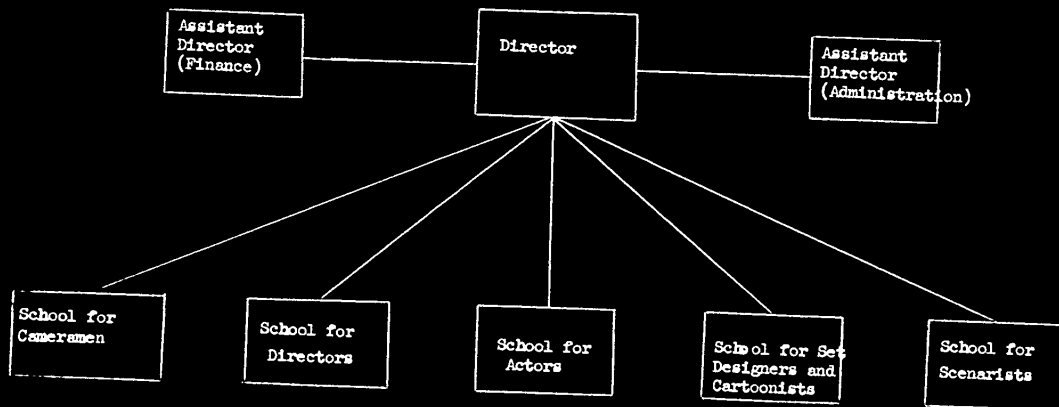 Assistant
Director
(Finance)
Director
Assistant
Director
(Administration)
School for
Cameramen
School for
Directors
School for
Actors
School for Set
Designers and
Cartoonists
School for
Scenarists